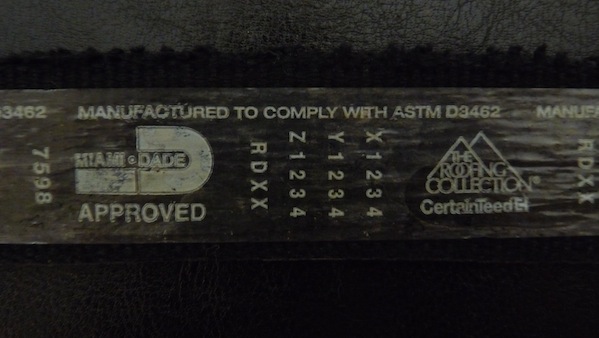 D3462 MANUFACTURED TO COMPLY WITH ASTM D3462 MANUFA
7598
MIAMI•DADE
APPROVED
RDXX
Z1234
Y1234
X1234
THE
ROOFING
COLLECTION®
CertainTeed
RDXX